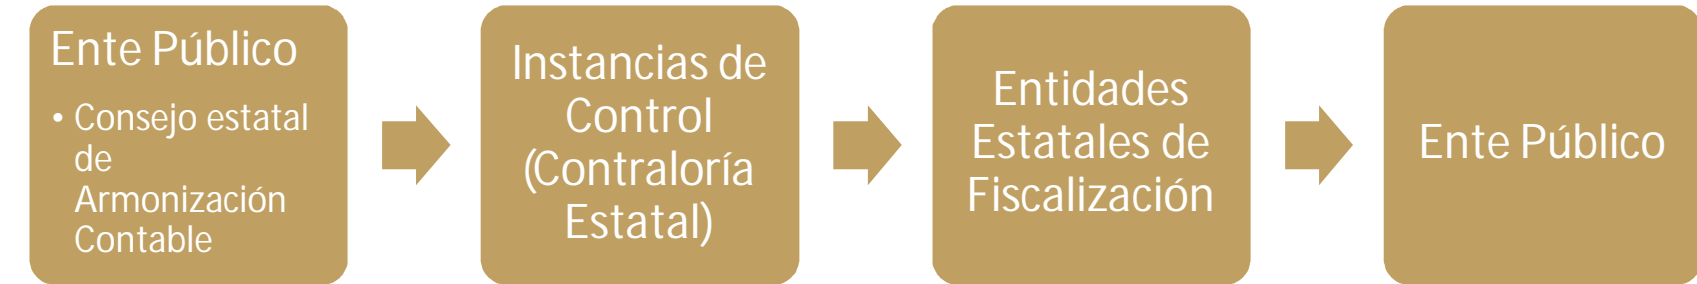 Ente Público
• Consejo estatal
de
Armonización
Contable
Instancias de
Control
(Contraloría
Estatal)
Entidades
Estatales de
Fiscalización
Ente Público